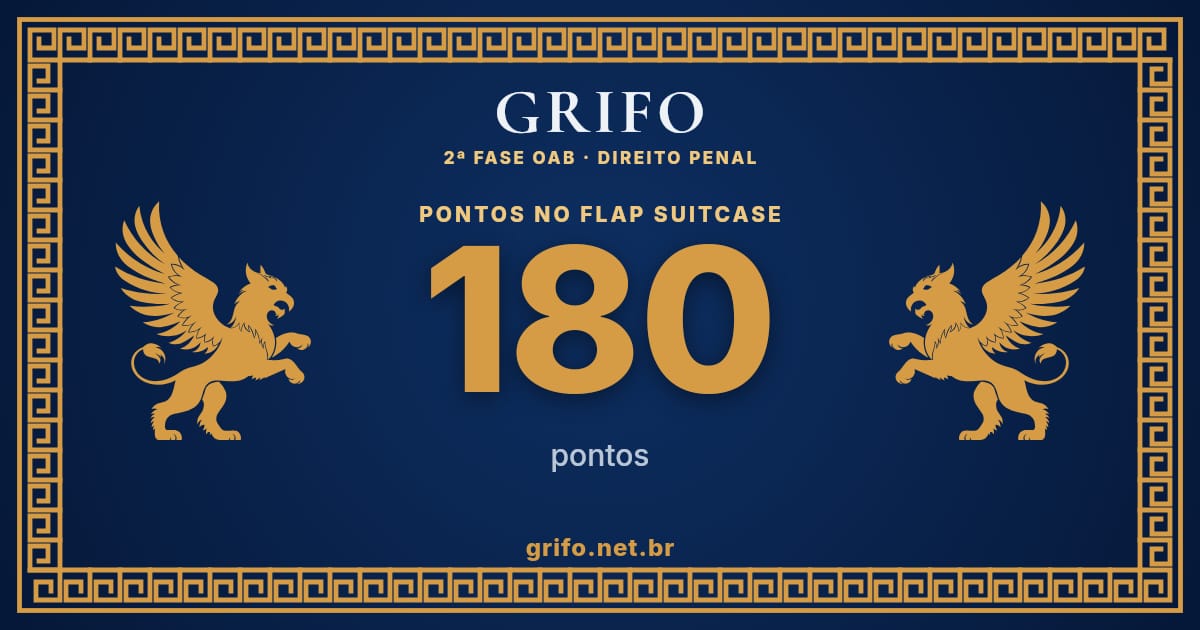 GRIFO
2ª FASE OAB · DIREITO PENAL
PONTOS NO FLAP SUITCASE
180
pontos
grifo.net.br